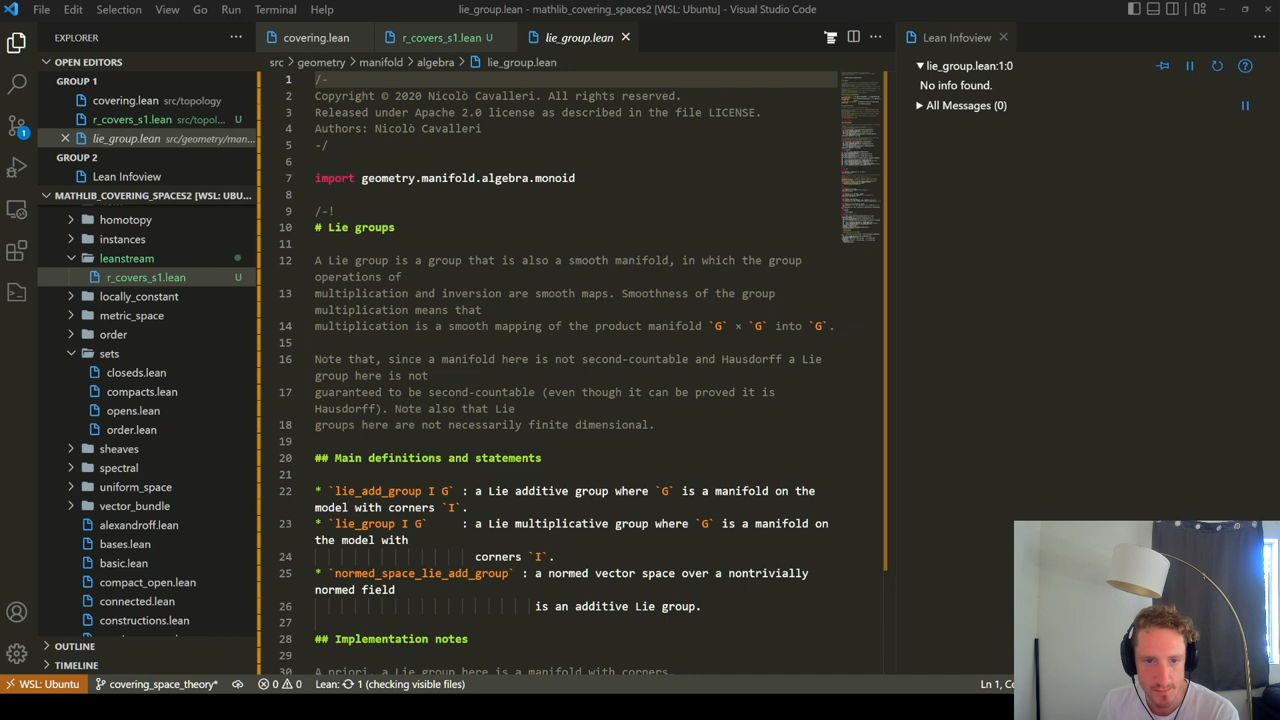 File Edit Selection View Go Run Terminal Help
lie_group.lean - mathlib_covering_spaces2 [WSL: Ubuntu] - Visual Studio Code
EXPLORER
OPEN EDITORS
GROUP 1
covering.lean src/topology
r_covers_s1.lean src/topol... U
lie_group.lean src/geometry/man...
GROUP 2
Lean Infoview
1
MATHLIB_COVERING_SPACES2 [WSL: UBU...
homotopy
instances
leanstream
r_covers_s1.lean U
locally_constant
metric_space
order
sets
closeds.lean
compacts.lean
opens.lean
order.lean
sheaves
spectral
uniform_space
vector_bundle
alexandroff.lean
bases.lean
basic.lean
compact_open.lean
connected.lean
constructions.lean
OUTLINE
TIMELINE
covering.lean r_covers_s1.lean U lie_group.lean
src > geometry > manifold > algebra > lie_group.lean
1 /-
2 Copyright © 2020 Nicolò Cavalleri. All rights reserved.
3 Released under Apache 2.0 license as described in the file LICENSE.
4 Authors: Nicolò Cavalleri
5 -/
6
7 import geometry.manifold.algebra.monoid
8
9 /-!
10 # Lie groups
11
12 A Lie group is a group that is also a smooth manifold, in which the group
operations of
13 multiplication and inversion are smooth maps. Smoothness of the group
multiplication means that
14 multiplication is a smooth mapping of the product manifold `G` × `G` into `G`.
15
16 Note that, since a manifold here is not second-countable and Hausdorff a Lie
group here is not
17 guaranteed to be second-countable (even though it can be proved it is
Hausdorff). Note also that Lie
18 groups here are not necessarily finite dimensional.
19
20 ## Main definitions and statements
21
22 * `lie_add_group I G` : a Lie additive group where `G` is a manifold on the
model with corners `I`.
23 * `lie_group I G` : a Lie multiplicative group where `G` is a manifold on
the model with
24 corners `I`.
25 * `normed_space_lie_add_group` : a normed vector space over a nontrivially
normed field
26 is an additive Lie group.
27
28 ## Implementation notes
29
30 A priori, a Lie group here is a manifold with corners.
Lean Infoview
lie_group.lean:1:0
No info found.
All Messages (0)
WSL: Ubuntu covering_space_theory* 0 0 Lean: 1 (checking visible files) Ln 1,